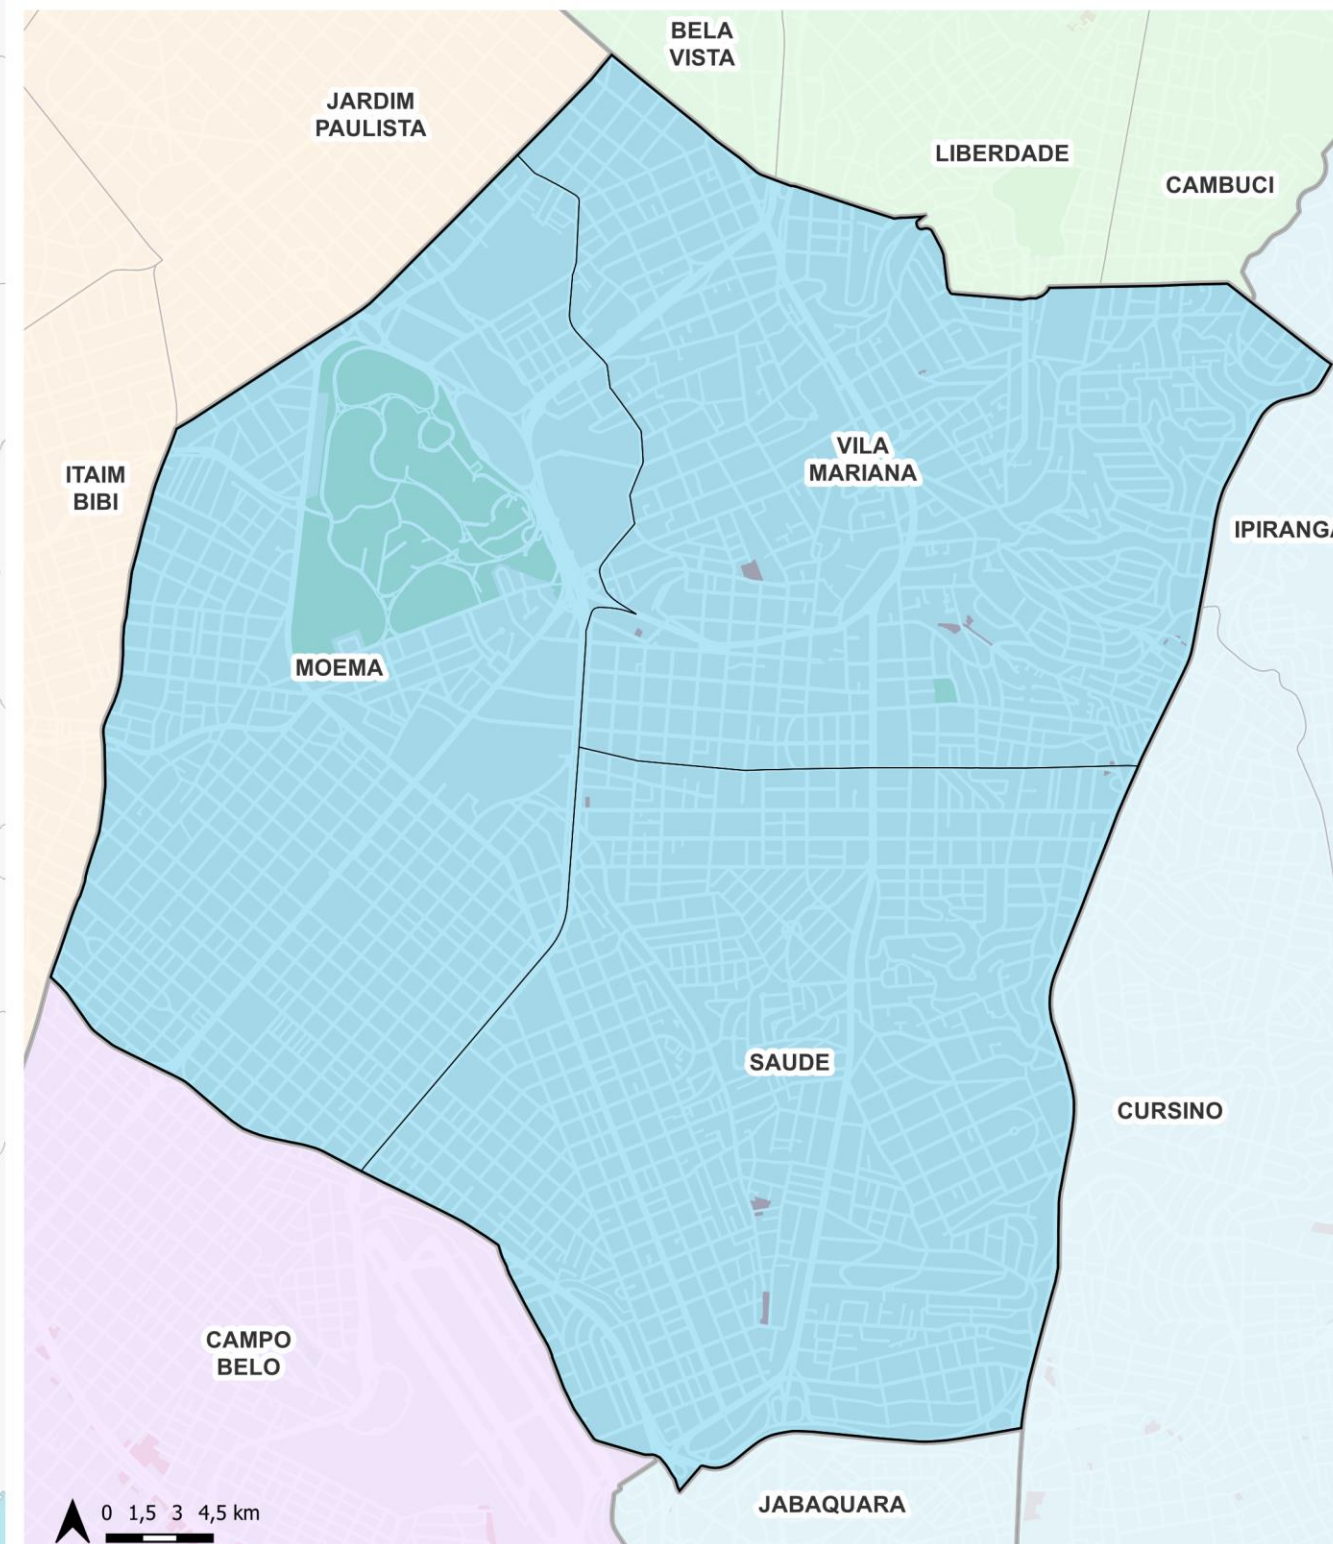 BELA
VISTA
JARDIM
PAULISTA
LIBERDADE
CAMBUCI
VILA
MARIANA
ITAIM
BIBI
IPIRANGA
MOEMA
SAUDE
CURSINO
CAMPO
BELO
JABAQUARA
0 1,5 3 4,5 km